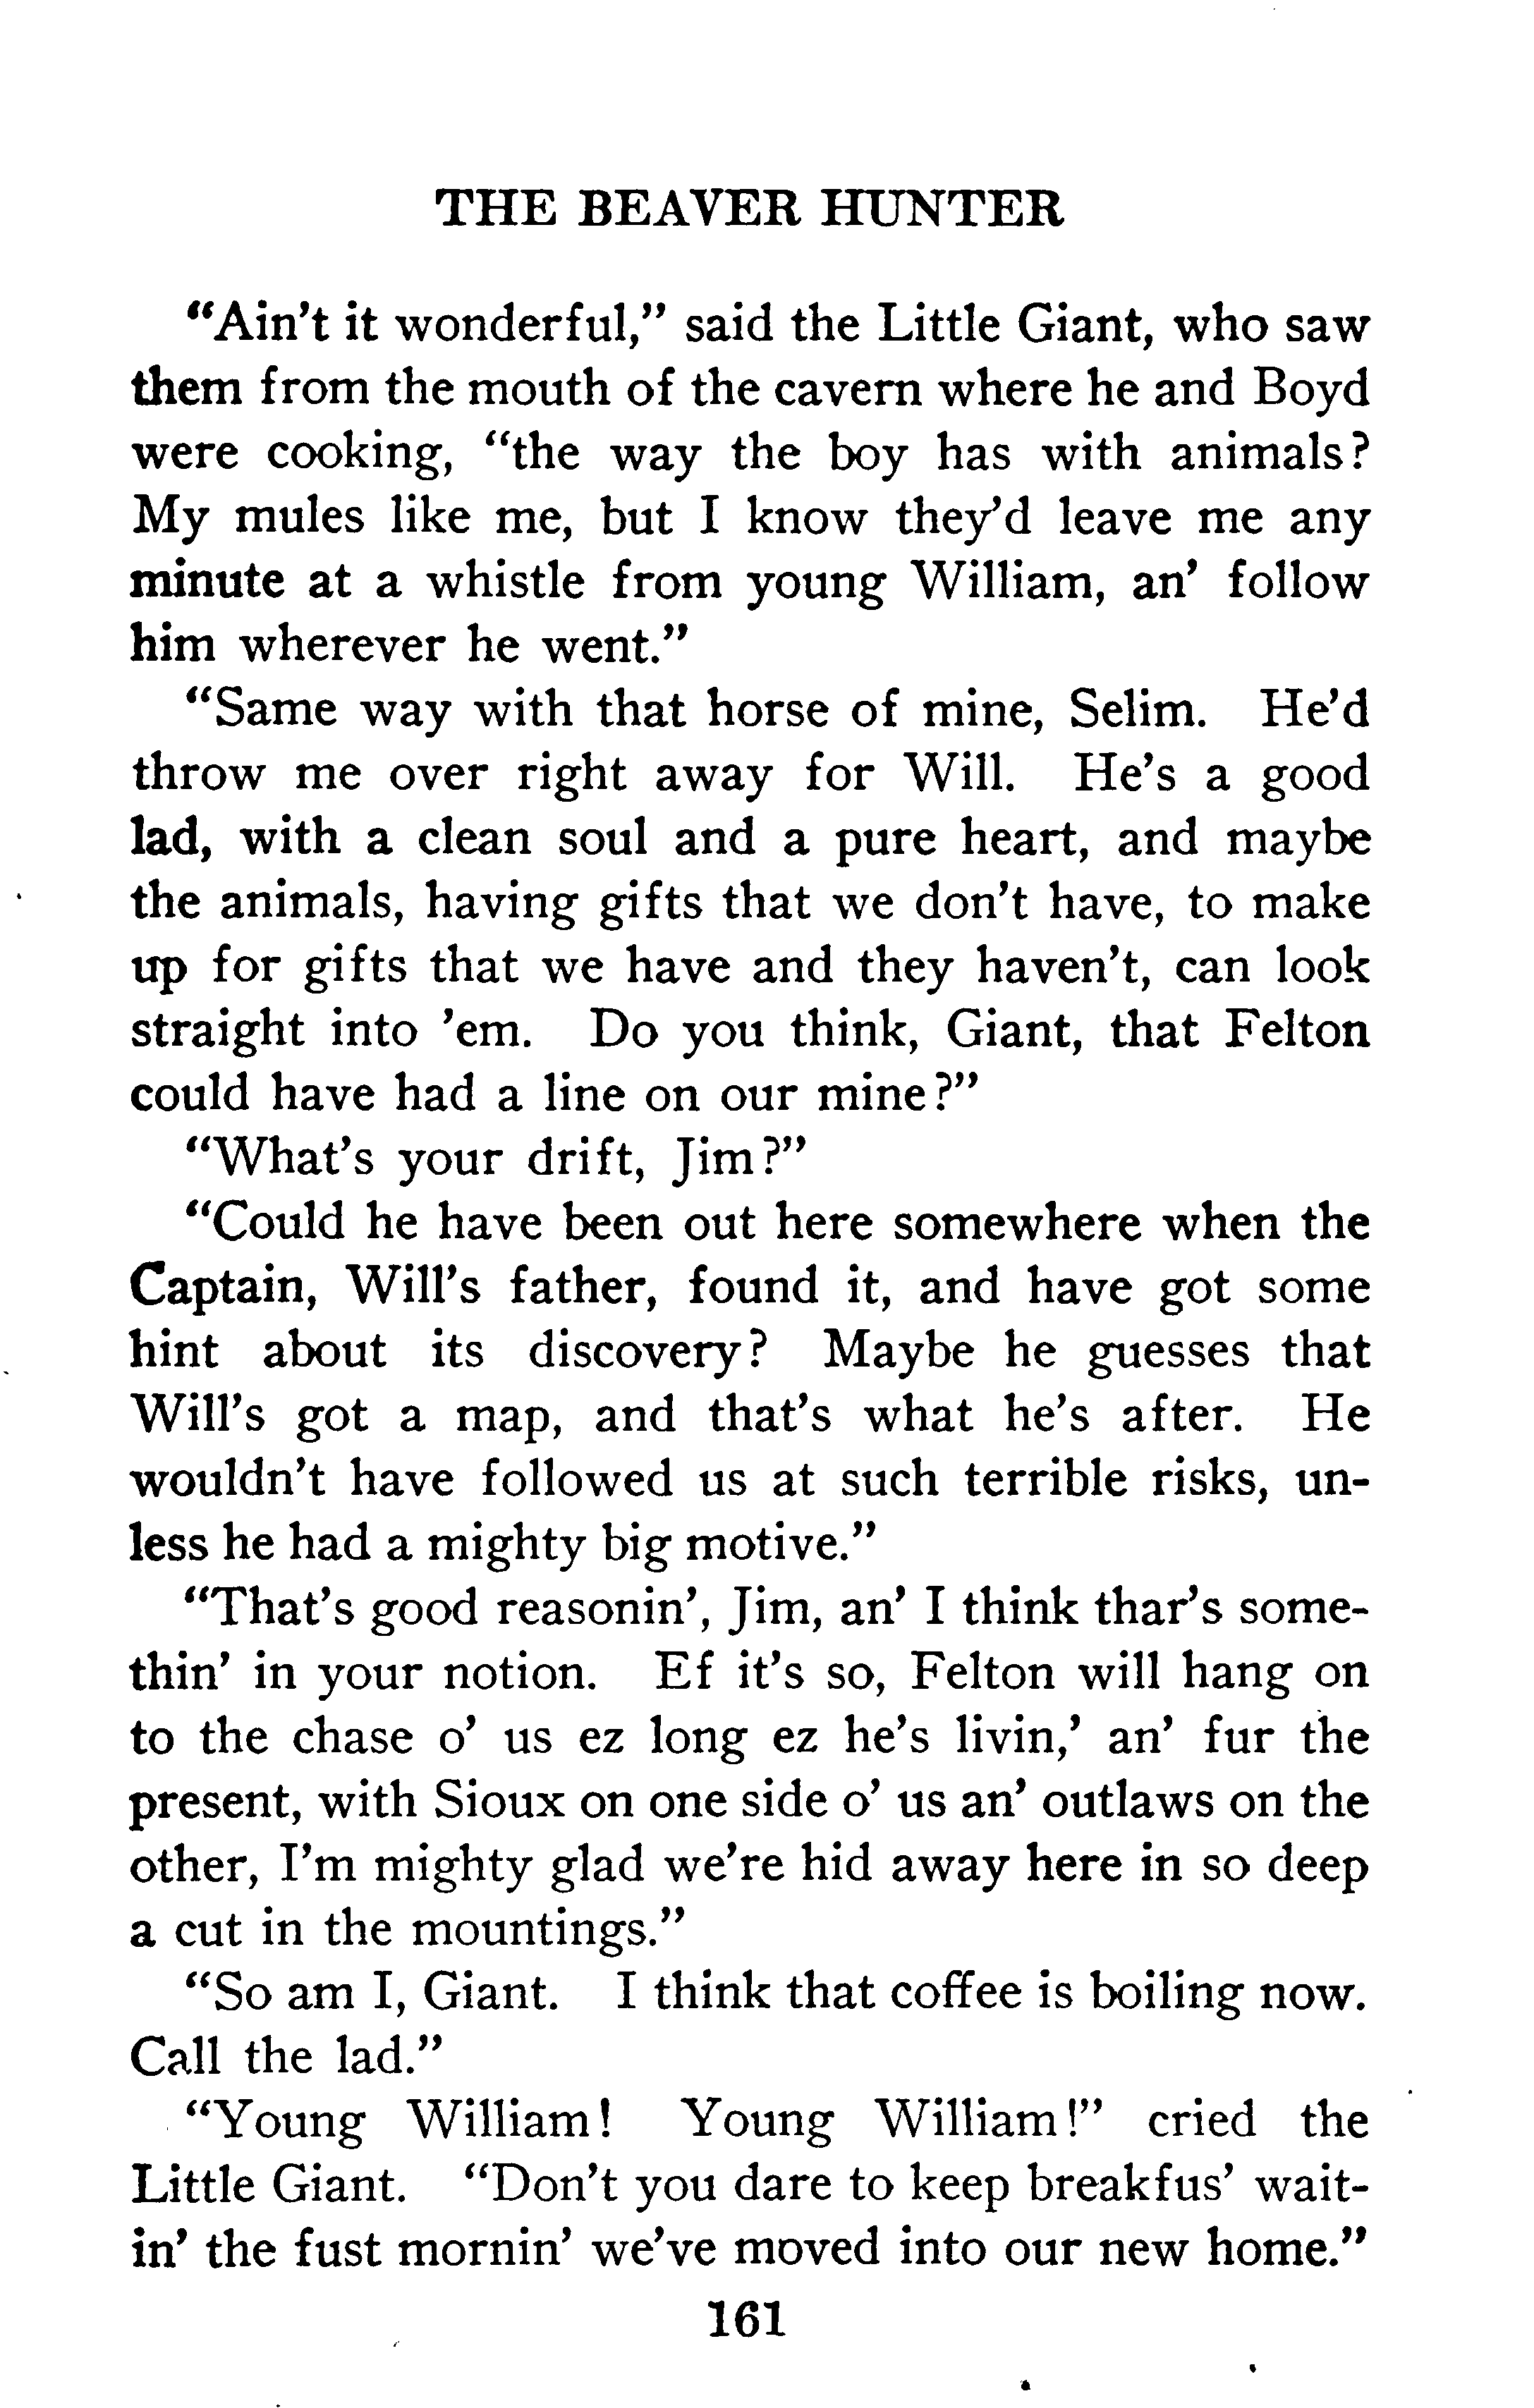 THE BEAVER HUNTER
"Ain't it wonderful," said the Little Giant, who saw
them from the mouth of the cavern where he and Boyd
were cooking, "the way the boy has with animals?
My mules like me, but I know they'd leave me any
minute at a whistle from young William, an' follow
him wherever he went."
"Same way with that horse of mine, Selim. He'd
throw me over right away for Will. He's a good
lad, with a clean soul and a pure heart, and maybe
the animals, having gifts that we don't have, to make
up for gifts that we have and they haven't, can look
straight into 'em. Do you think, Giant, that Felton
could have had a line on our mine?"
"What's your drift, Jim?"
"Could he have been out here somewhere when the
Captain, Will's father, found it, and have got some
hint about its discovery? Maybe he guesses that
Will's got a map, and that's what he's after. He
wouldn't have followed us at such terrible risks, un-
less he had a mighty big motive."
"That's good reasonin', Jim, an' I think thar's some-
thin' in your notion. Ef it's so, Felton will hang on
to the chase o' us ez long ez he's livin,' an' fur the
present, with Sioux on one side o' us an' outlaws on the
other, I'm mighty glad we're hid away here in so deep
a cut in the mountings."
"So am I, Giant. I think that coffee is boiling now.
Call the lad."
"Young William! Young William!" cried the
Little Giant. "Don't you dare to keep breakfus' wait-
in' the fust mornin' we've moved into our new home."
161